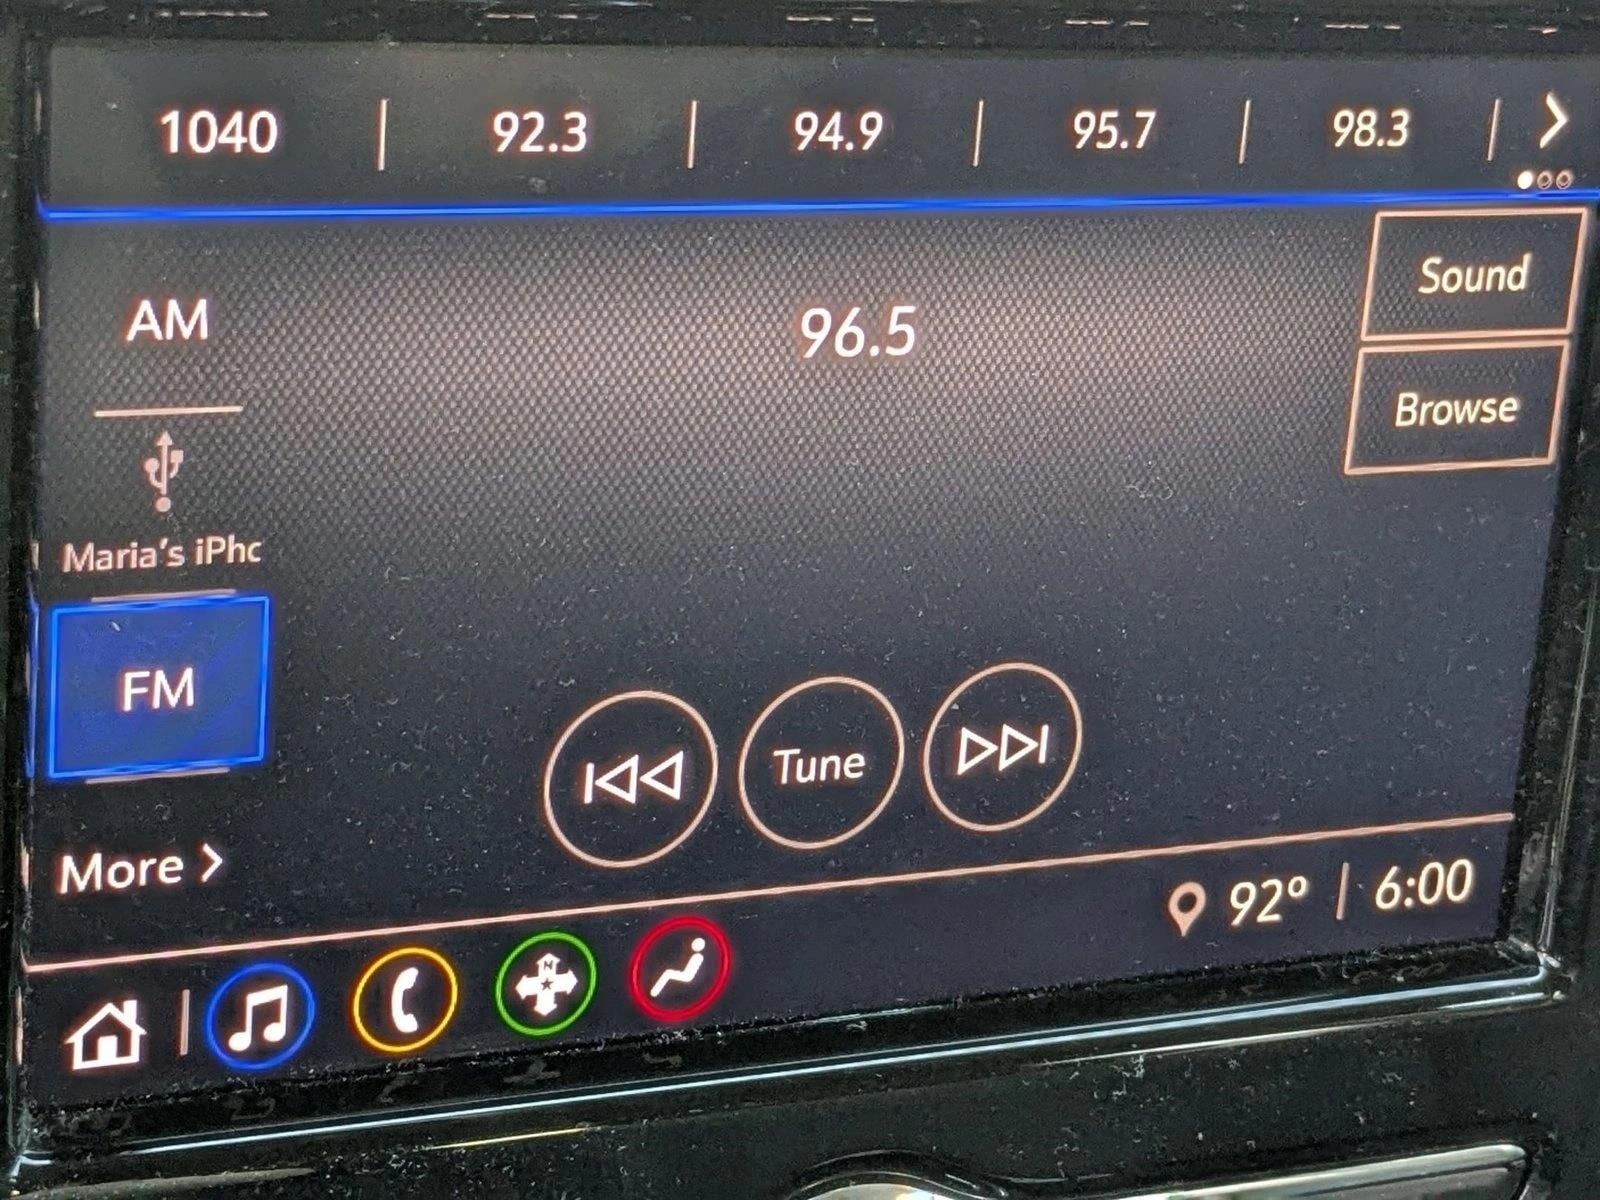 1040 | 92.3 | 94.9 | 95.7 | 98.3 |
Sound
AM
96.5
Browse
Maria's iPhc
FM
Tune
More >
92° | 6:00
N